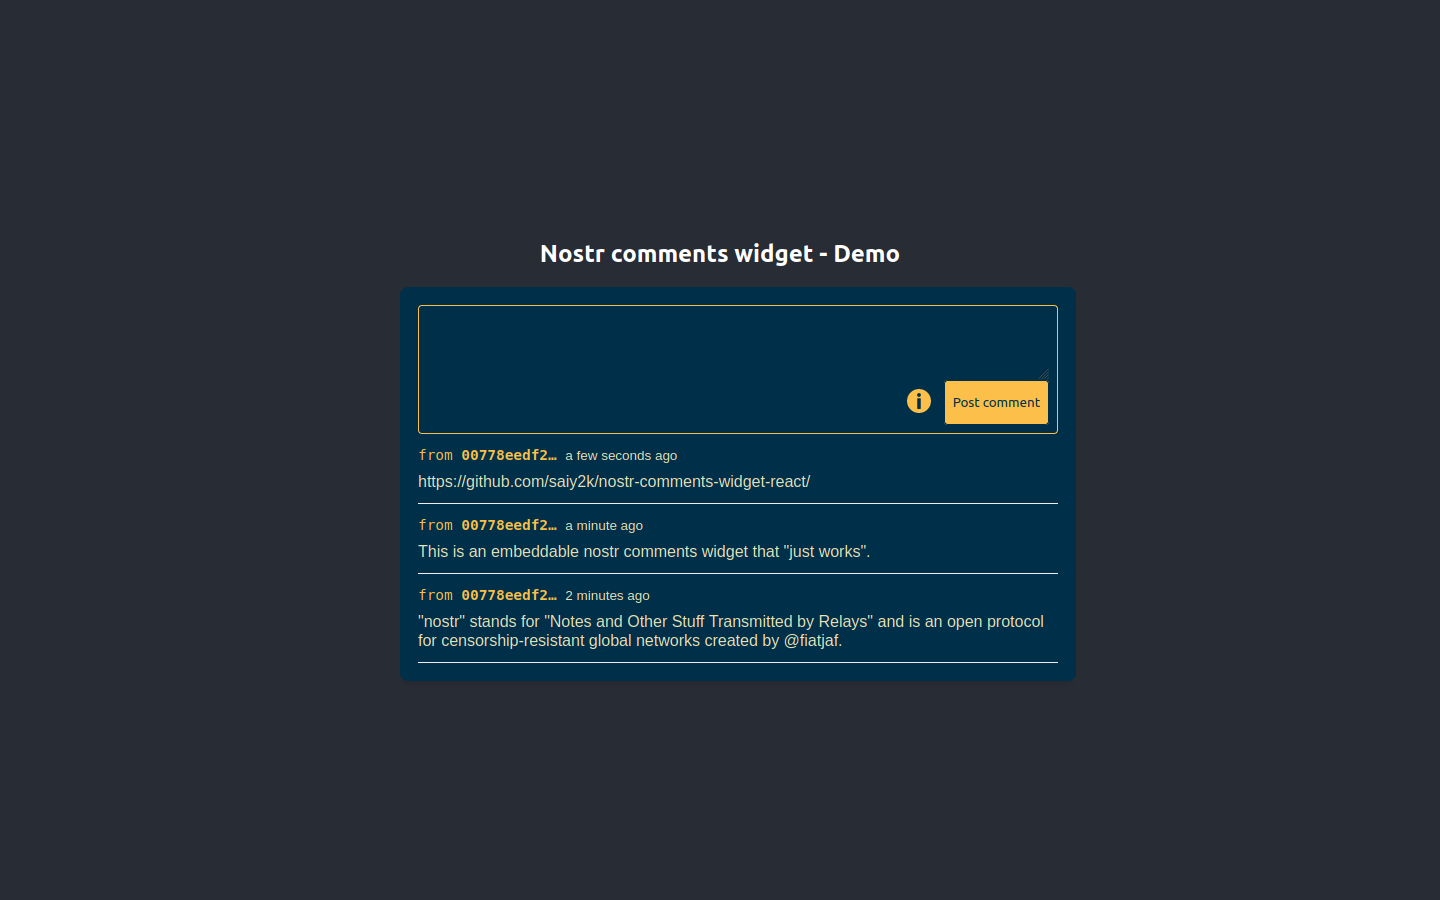 Nostr comments widget - Demo
Post comment
from 00778eedf2… a few seconds ago
https://github.com/saiy2k/nostr-comments-widget-react/
from 00778eedf2… a minute ago
This is an embeddable nostr comments widget that "just works".
from 00778eedf2… 2 minutes ago
"nostr" stands for "Notes and Other Stuff Transmitted by Relays" and is an open protocol
for censorship-resistant global networks created by @fiatjaf.